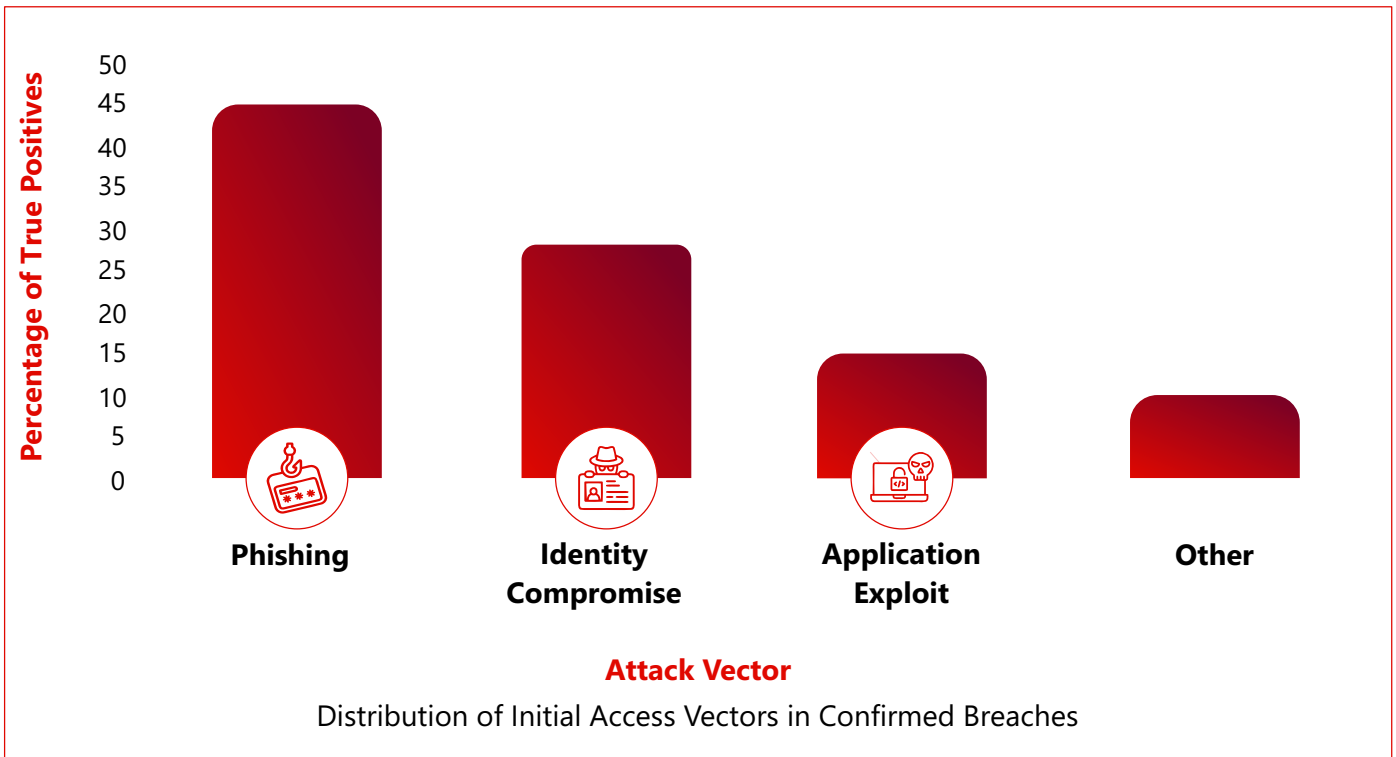 Percentage of True Positives
50
45
40
35
30
25
20
15
10
5
0
Phishing
Identity
Compromise
Application
Exploit
Other
Attack Vector
Distribution of Initial Access Vectors in Confirmed Breaches